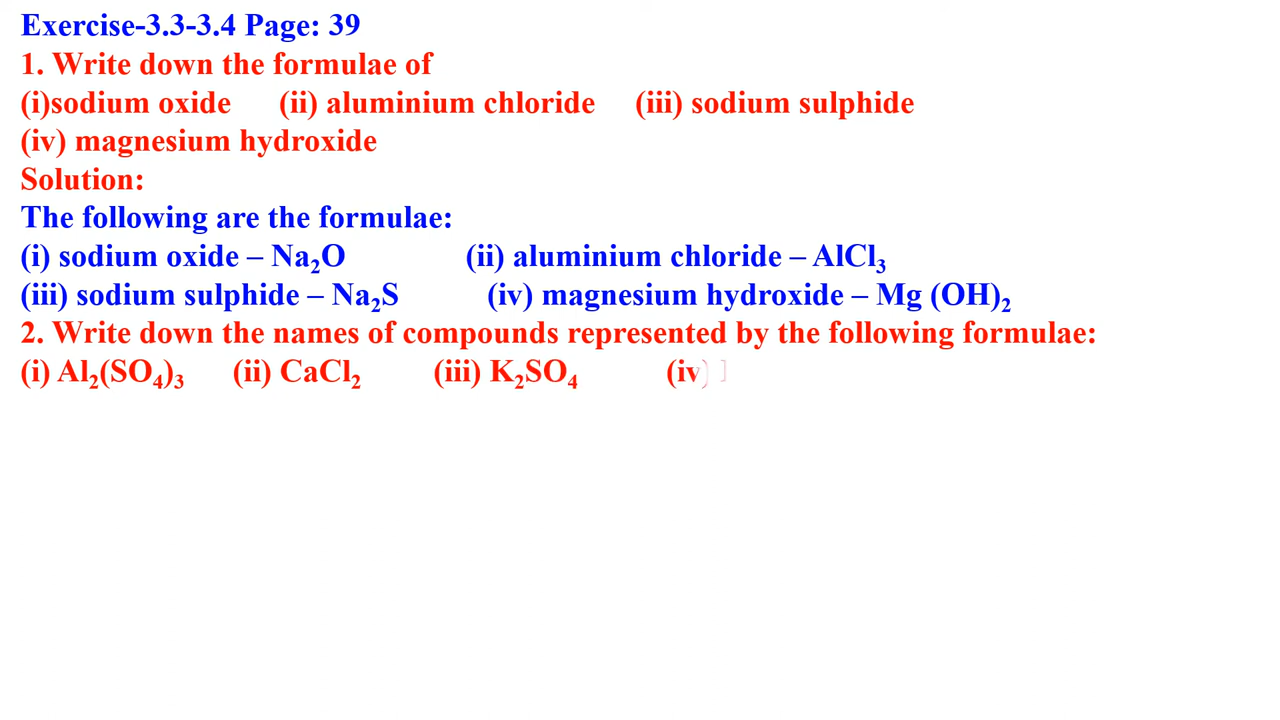 Exercise-3.3-3.4 Page: 39
1. Write down the formulae of
(i)sodium oxide (ii) aluminium chloride (iii) sodium sulphide
(iv) magnesium hydroxide
Solution:
The following are the formulae:
(i) sodium oxide – Na₂O (ii) aluminium chloride – AlCl₃
(iii) sodium sulphide – Na₂S (iv) magnesium hydroxide – Mg (OH)₂
2. Write down the names of compounds represented by the following formulae:
(i) Al₂(SO₄)₃ (ii) CaCl₂ (iii) K₂SO₄ (iv)